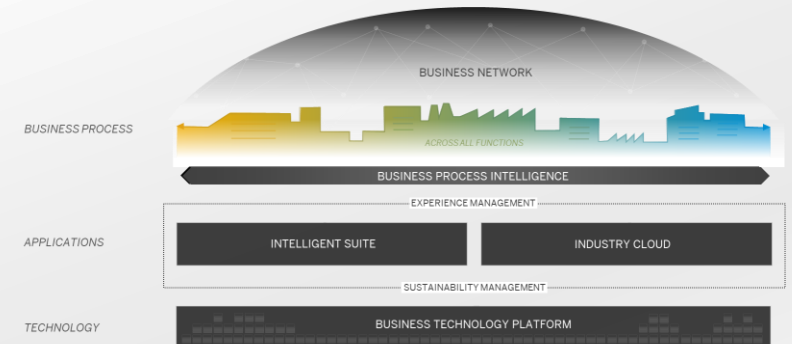 BUSINESS NETWORK
BUSINESS PROCESS
ACROSS ALL FUNCTIONS
BUSINESS PROCESS INTELLIGENCE
EXPERIENCE MANAGEMENT
APPLICATIONS
INTELLIGENT SUITE
INDUSTRY CLOUD
SUSTAINABILITY MANAGEMENT
TECHNOLOGY
BUSINESS TECHNOLOGY PLATFORM